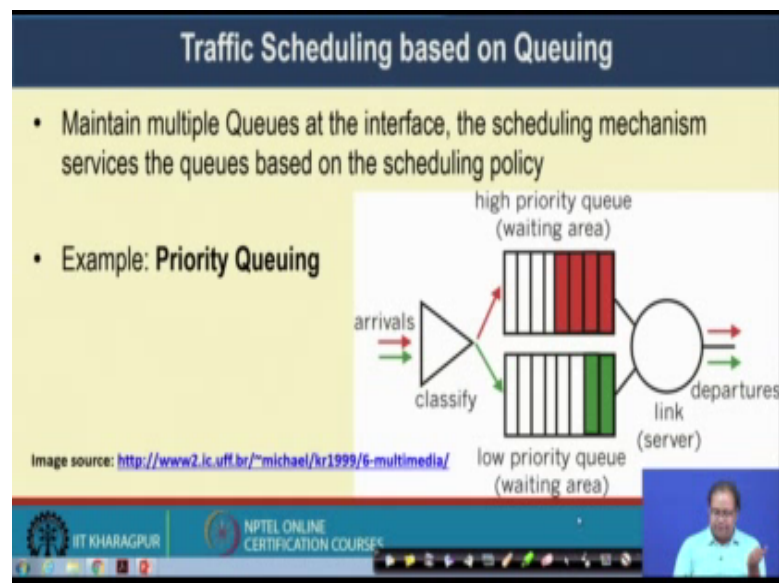 Traffic Scheduling based on Queuing
• Maintain multiple Queues at the interface, the scheduling mechanism
services the queues based on the scheduling policy
• Example: Priority Queuing
high priority queue
(waiting area)
arrivals
classify
departures
link
(server)
low priority queue
(waiting area)
Image source: http://www2.ic.uff.br/~michael/kr1999/6-multimedia/
IIT KHARAGPUR
NPTEL ONLINE
CERTIFICATION COURSES